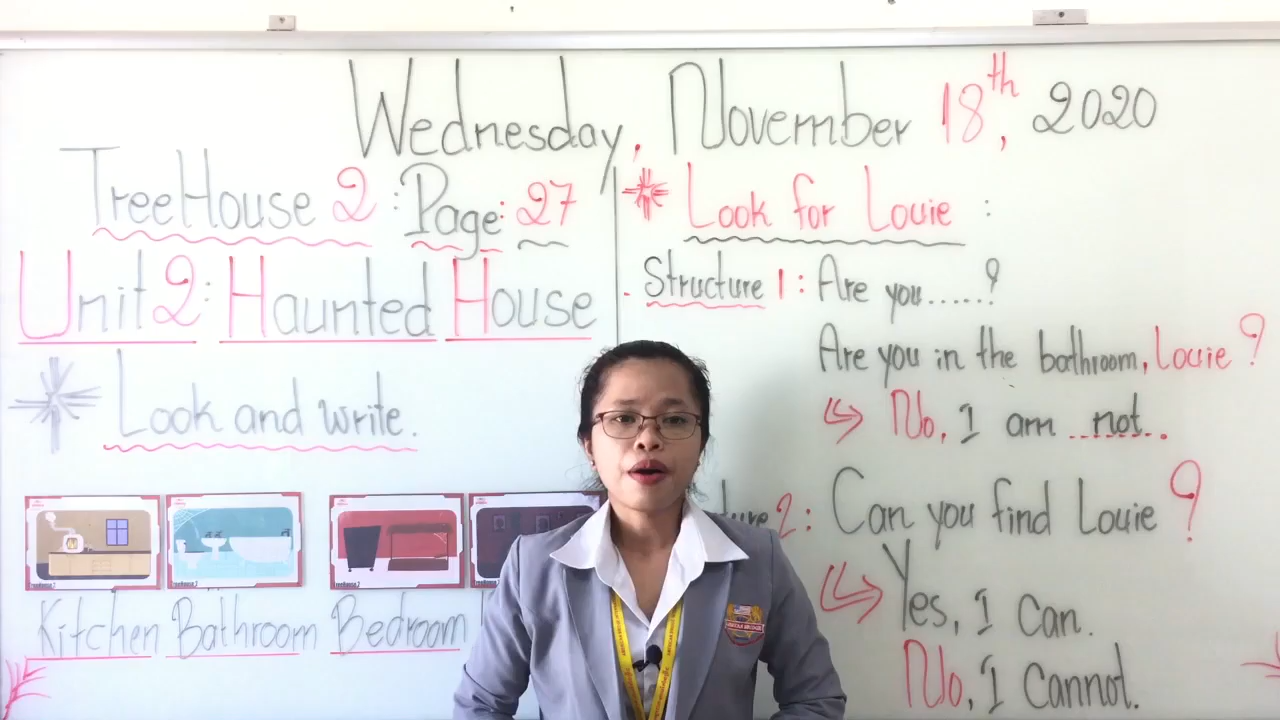 Wednesday, November 18th, 2020
TreeHouse 2 : Page: 27
Unit 2: Haunted House
Look and write.
Kitchen Bathroom Bedroom
* Look for Louie :
Structure 1: Are you......?
Are you in the bathroom, Louie?
No, I am ..not...
2: Can you find Louie?
Yes, I Can.
No, I Cannot.